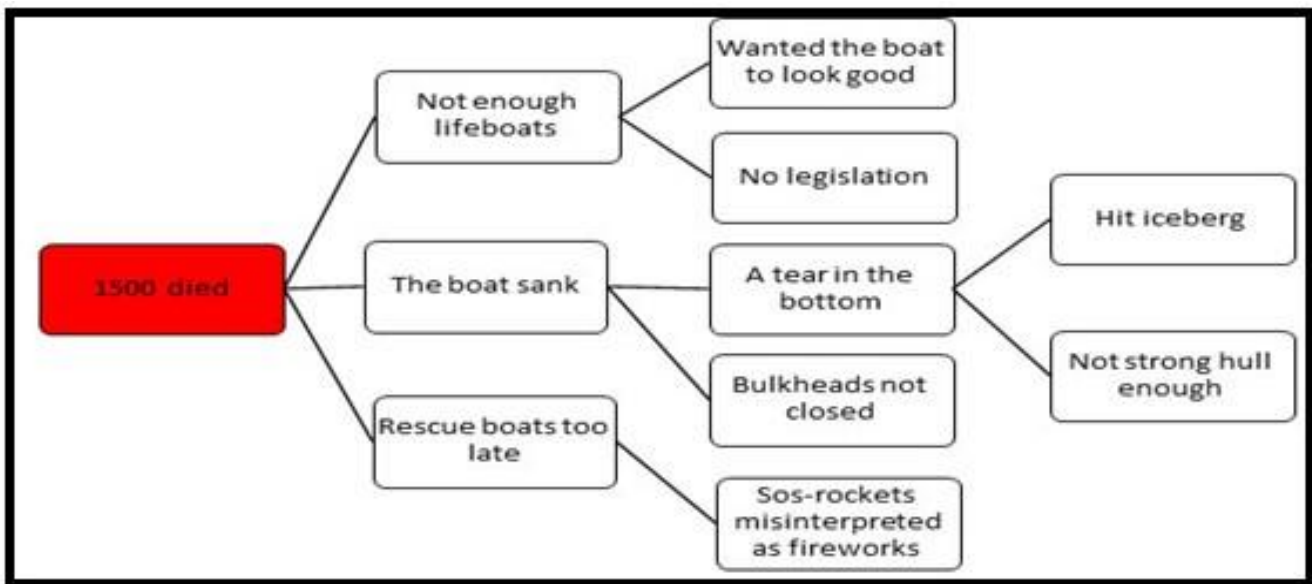 Wanted the boat
to look good
Not enough
lifeboats
No legislation
Hit iceberg
1500 died
The boat sank
A tear in the
bottom
Not strong hull
enough
Bulkheads not
closed
Rescue boats too
late
Sos-rockets
misinterpreted
as fireworks